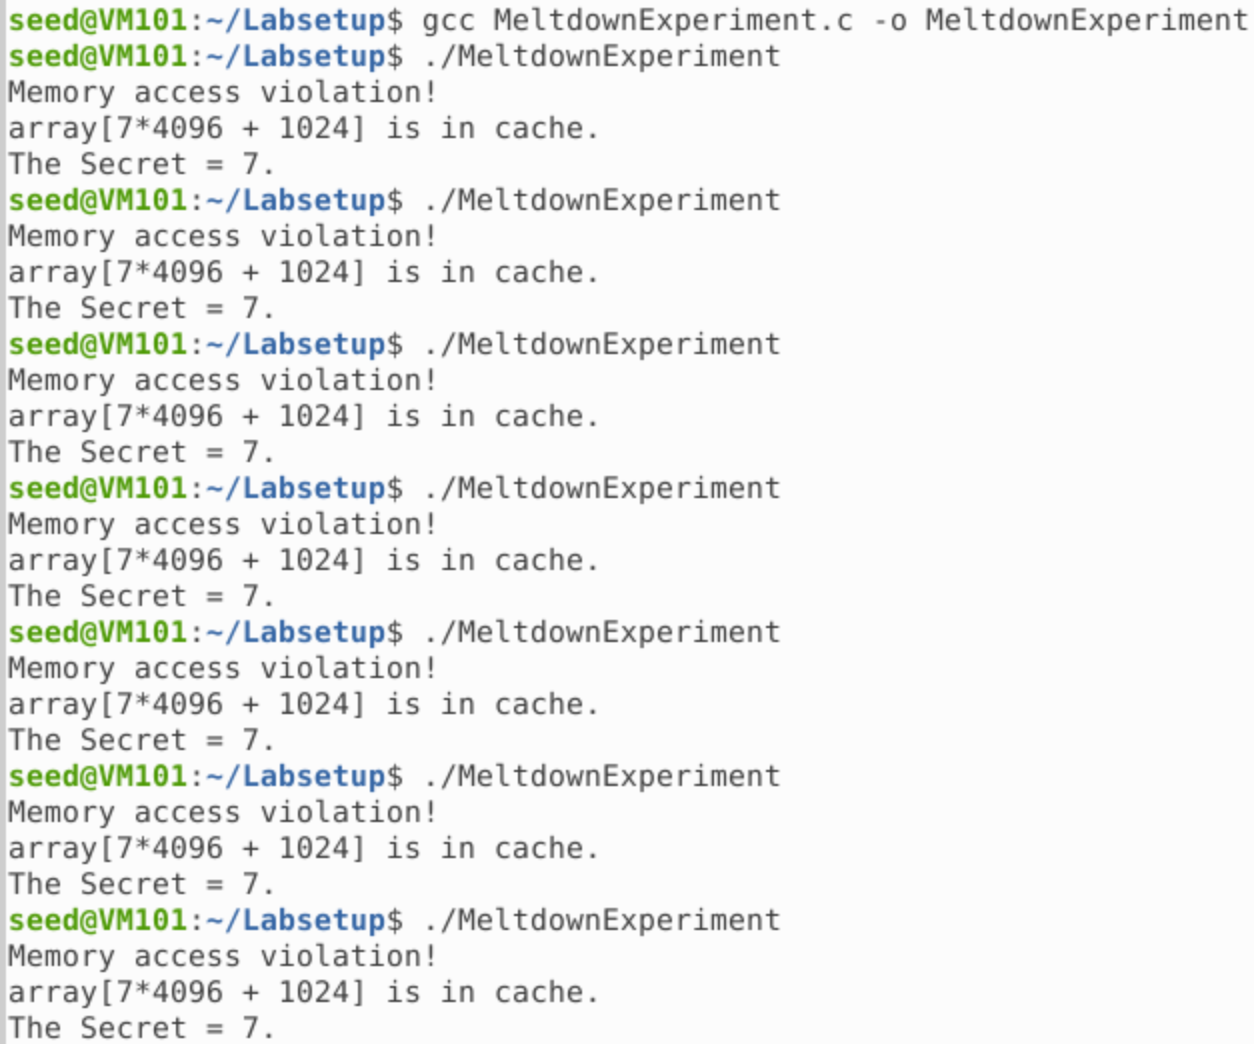 seed@VM101:~/Labsetup$ gcc MeltdownExperiment.c -o MeltdownExperiment
seed@VM101:~/Labsetup$ ./MeltdownExperiment
Memory access violation!
array[7*4096 + 1024] is in cache.
The Secret = 7.
seed@VM101:~/Labsetup$ ./MeltdownExperiment
Memory access violation!
array[7*4096 + 1024] is in cache.
The Secret = 7.
seed@VM101:~/Labsetup$ ./MeltdownExperiment
Memory access violation!
array[7*4096 + 1024] is in cache.
The Secret = 7.
seed@VM101:~/Labsetup$ ./MeltdownExperiment
Memory access violation!
array[7*4096 + 1024] is in cache.
The Secret = 7.
seed@VM101:~/Labsetup$ ./MeltdownExperiment
Memory access violation!
array[7*4096 + 1024] is in cache.
The Secret = 7.
seed@VM101:~/Labsetup$ ./MeltdownExperiment
Memory access violation!
array[7*4096 + 1024] is in cache.
The Secret = 7.
seed@VM101:~/Labsetup$ ./MeltdownExperiment
Memory access violation!
array[7*4096 + 1024] is in cache.
The Secret = 7.